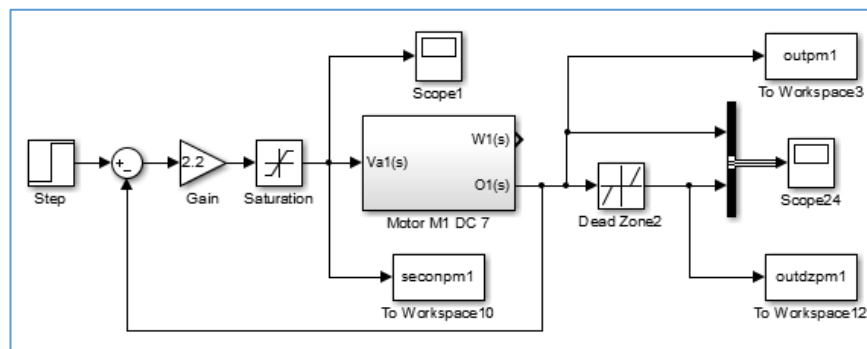 outpm1
To Workspace3
Scope1
W1(s)
Va1(s)
O1(s)
Motor M1 DC 7
Step
+
-
2.2
Gain
Saturation
Dead Zone2
Scope24
seconpm1
To Workspace10
outdzpm1
To Workspace12